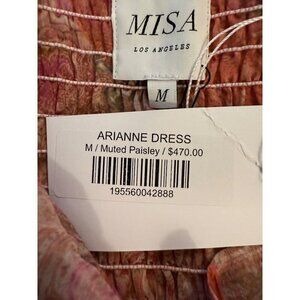 MISA
LOS ANGELES
M
ARIANNE DRESS
M / Muted Paisley / $470.00
195560042888